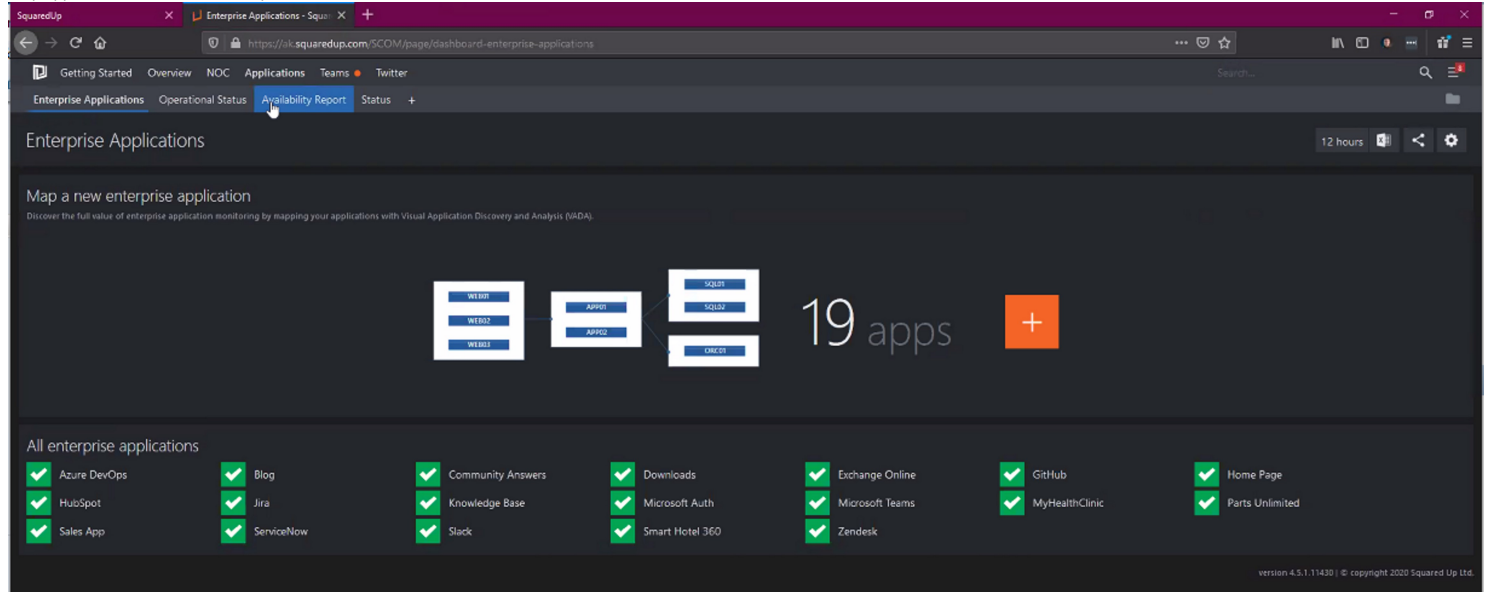 SquaredUp
Enterprise Applications - Squar
https://ak.squaredup.com/SCOM/page/dashboard-enterprise-applications
Getting Started Overview NOC Applications Teams Twitter
Search...
8
Enterprise Applications Operational Status Availability Report Status +
Enterprise Applications
12 hours
Map a new enterprise application
Discover the full value of enterprise application monitoring by mapping your applications with Visual Application Discovery and Analysis (VADA).
WEB01
WEB02
WEB03
APP01
APP02
SQL01
SQL02
ORC01
19 apps
All enterprise applications
Azure DevOps Blog Community Answers Downloads Exchange Online GitHub Home Page
HubSpot Jira Knowledge Base Microsoft Auth Microsoft Teams MyHealthClinic Parts Unlimited
Sales App ServiceNow Slack Smart Hotel 360 Zendesk
version 4.5.1.11430 | © copyright 2020 Squared Up Ltd.